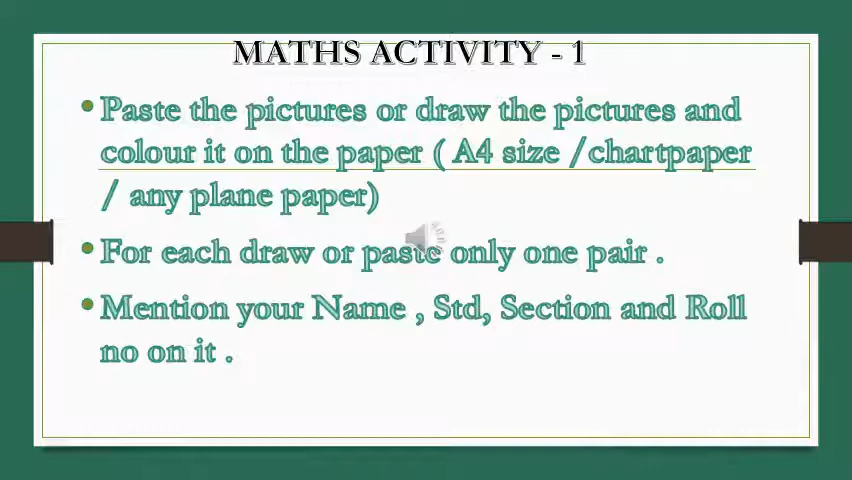 MATHS ACTIVITY - 1
• Paste the pictures or draw the pictures and
colour it on the paper ( A4 size /chartpaper
/ any plane paper)
• For each draw or paste only one pair .
• Mention your Name , Std, Section and Roll
no on it .